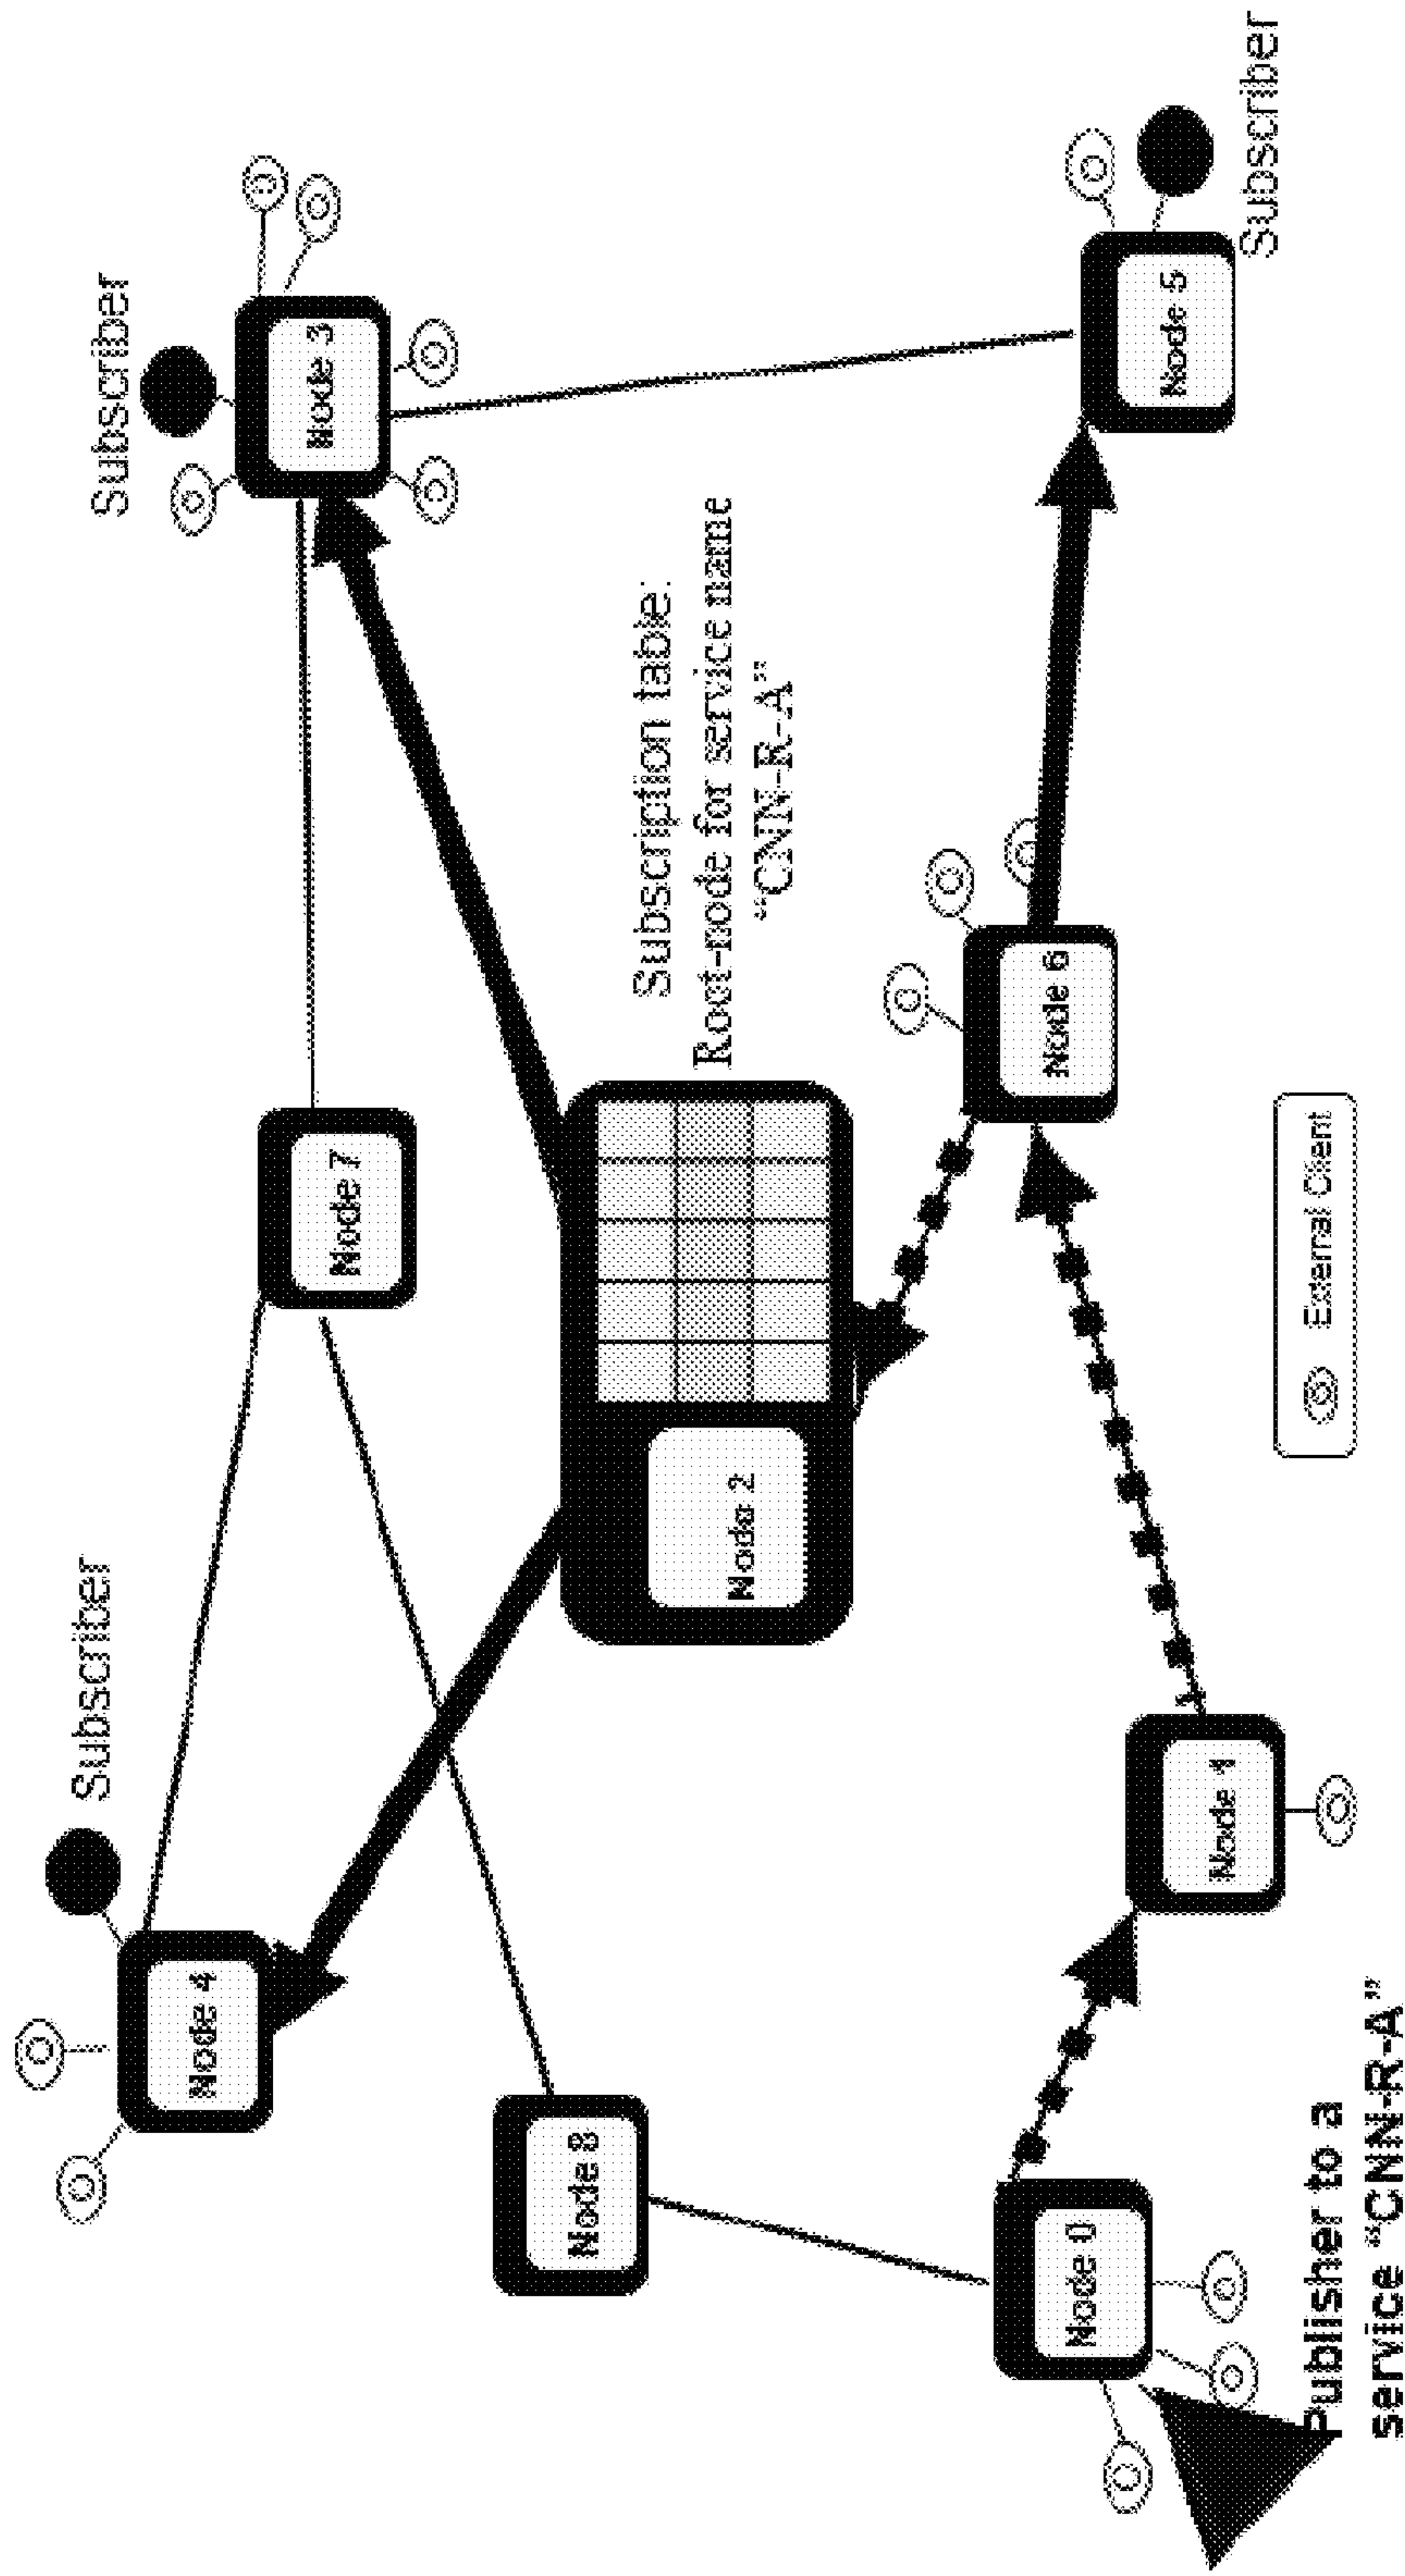 Subscriber
Node 4
Subscriber
Node 3
Node 7
Node 8
Node 2
Subscription table:
Root-node for service name
“CNN-R-A”
Node 6
Node 0
Node 1
Node 5
Subscriber
Publisher to a
service “CNN-R-A”
External Client